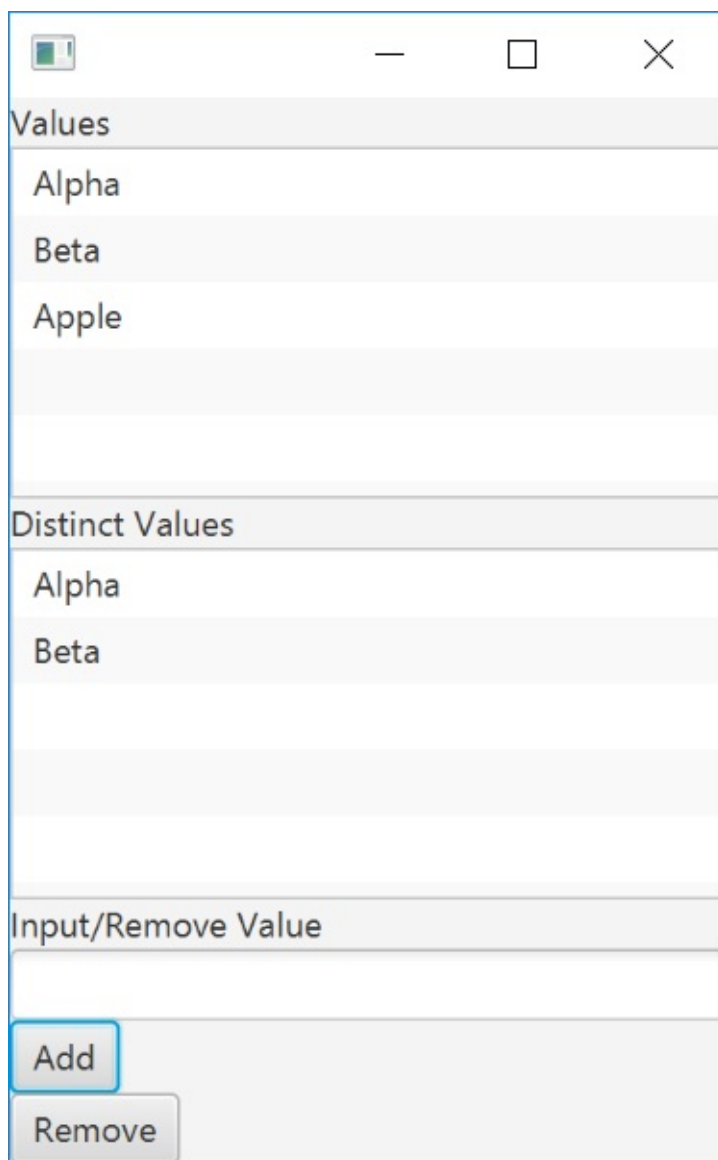 Values
Alpha
Beta
Apple
Distinct Values
Alpha
Beta
Input/Remove Value
Add
Remove